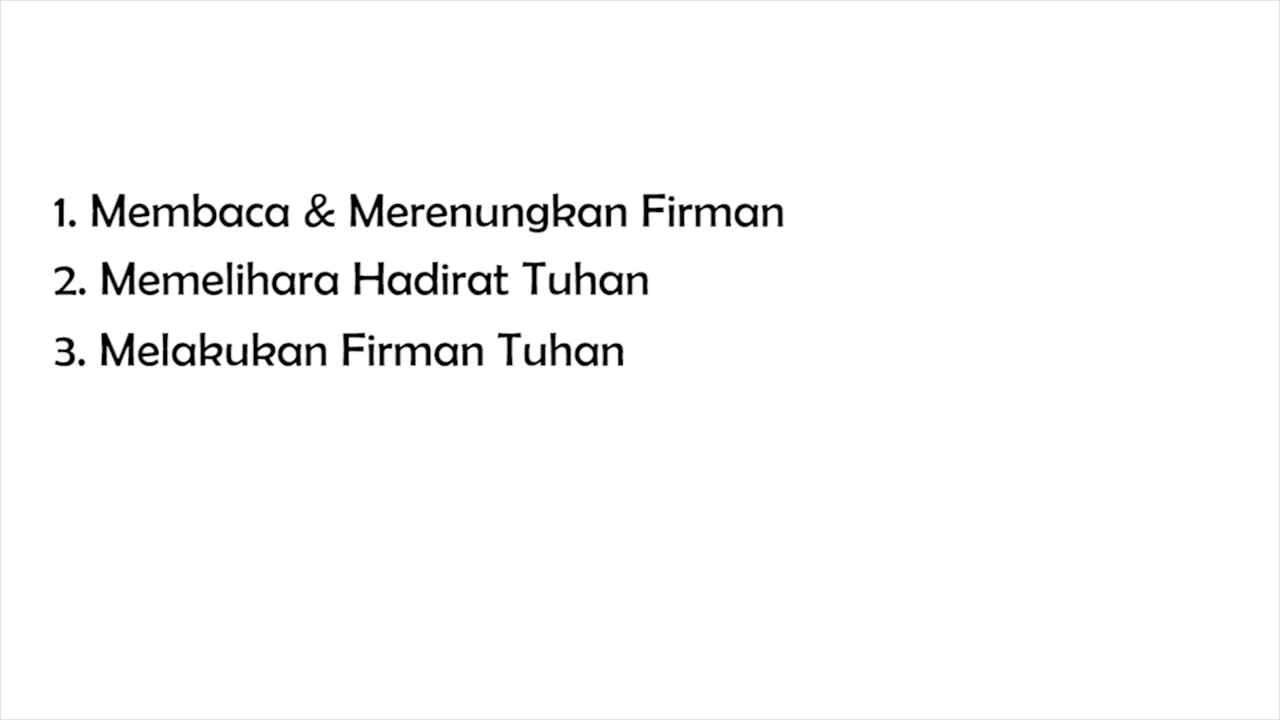 1. Membaca & Merenungkan Firman
2. Memelihara Hadirat Tuhan
3. Melakukan Firman Tuhan